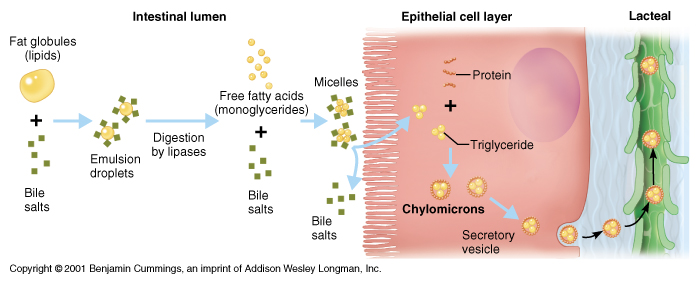 Intestinal lumen
Epithelial cell layer
Lacteal
Fat globules
(lipids)
+
Bile
salts
Emulsion
droplets
Digestion
by lipases
Free fatty acids
(monoglycerides)
+
Bile
salts
Micelles
Bile
salts
Protein
+
Triglyceride
Chylomicrons
Secretory
vesicle
Copyright © 2001 Benjamin Cummings, an imprint of Addison Wesley Longman, Inc.